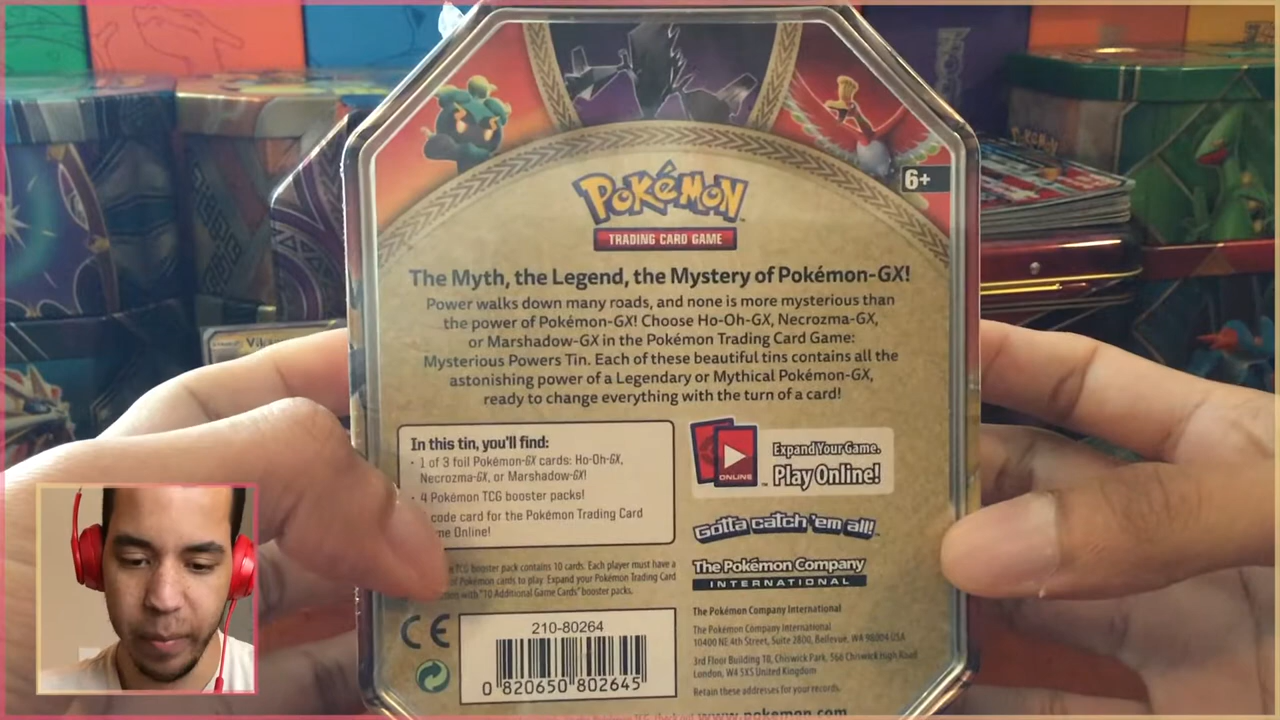 6+
POKéMON
TRADING CARD GAME
The Myth, the Legend, the Mystery of Pokémon-GX!
Power walks down many roads, and none is more mysterious than
the power of Pokémon-GX! Choose Ho-Oh-GX, Necrozma-GX,
or Marshadow-GX in the Pokémon Trading Card Game:
Mysterious Powers Tin. Each of these beautiful tins contains all the
astonishing power of a Legendary or Mythical Pokémon-GX,
ready to change everything with the turn of a card!
In this tin, you'll find:
• 1 of 3 foil Pokémon-GX cards: Ho-Oh-GX,
Necrozma-GX, or Marshadow-GX!
• 4 Pokémon TCG booster packs!
code card for the Pokémon Trading Card
Online!
TCG booster pack contains 10 cards. Each player must have a
of Pokémon cards to play. Expand your Pokémon Trading Card
with "10 Additional Game Cards" booster packs.
ONLINE
Expand Your Game.
Play Online!
Gotta catch 'em all!
The Pokémon Company
INTERNATIONAL
CE
210-80264
0 820650 802645
The Pokémon Company International
The Pokémon Company International
10400 NE 4th Street, Suite 2800, Bellevue, WA 98004 USA
3rd Floor Building 10, Chiswick Park, 566 Chiswick High Road
London, W4 5XS United Kingdom
Retain these addresses for your records.
www.pokemon.com